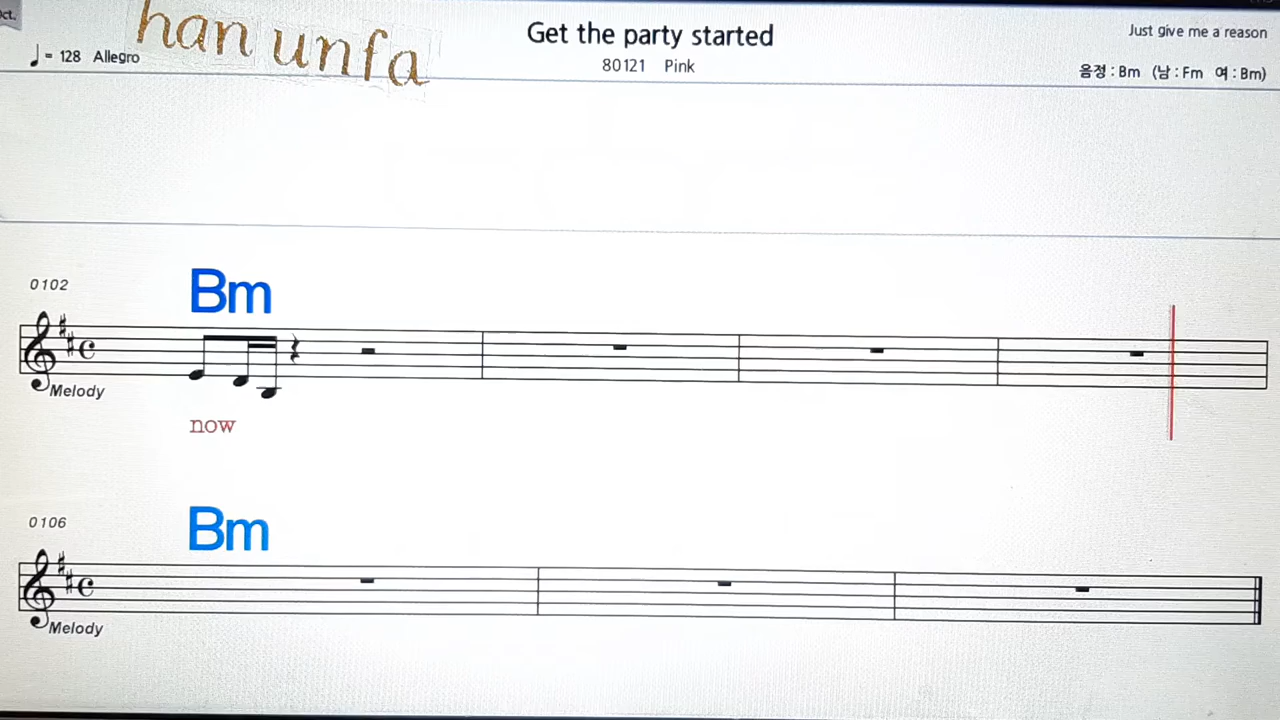 Oct.
han unfa
Get the party started
Just give me a reason
♩ = 128 Allegro
80121 Pink
음정 : Bm (남 : Fm 여 : Bm)
0102
Bm
Melody
now
0106
Bm
Melody